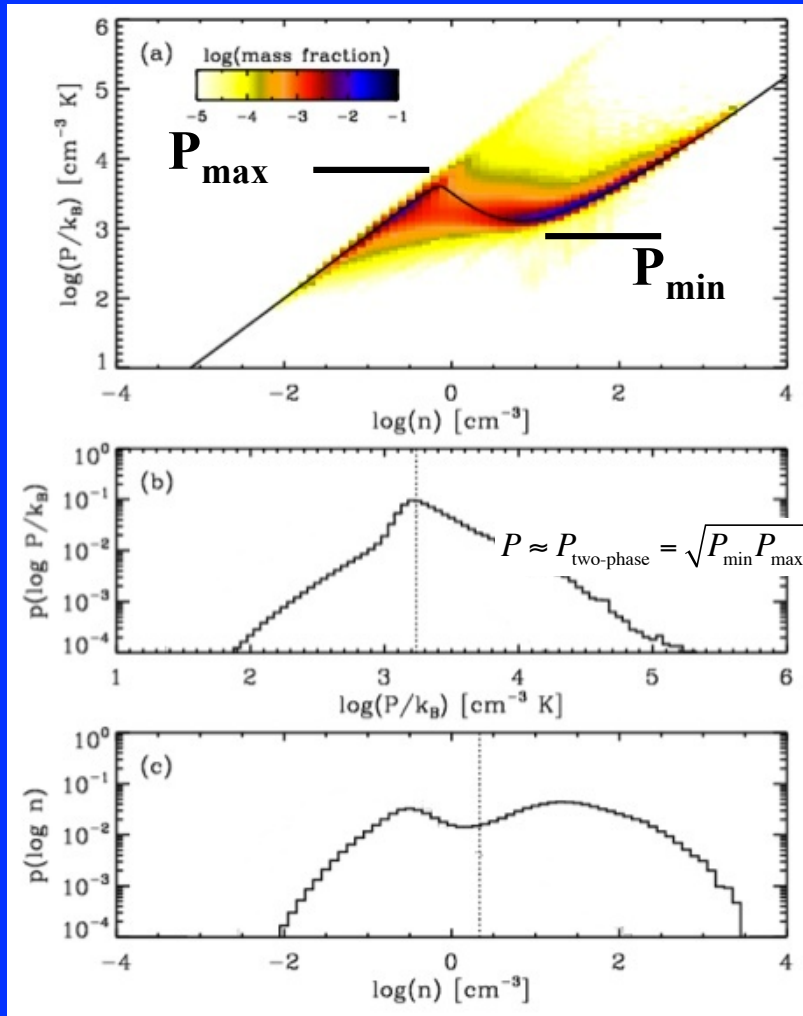 (a)
log(mass fraction)
-5 -4 -3 -2 -1
P_max
P_min
log(P/k_B) [cm^-3 K]
6
5
4
3
2
1
-4 -2 0 2 4
log(n) [cm^-3]
(b)
P ≈ P_two-phase = √P_min P_max
p(log P/k_B)
10^0
10^-1
10^-2
10^-3
10^-4
1 2 3 4 5 6
log(P/k_B) [cm^-3 K]
(c)
p(log n)
10^0
10^-1
10^-2
10^-3
10^-4
-4 -2 0 2 4
log(n) [cm^-3]